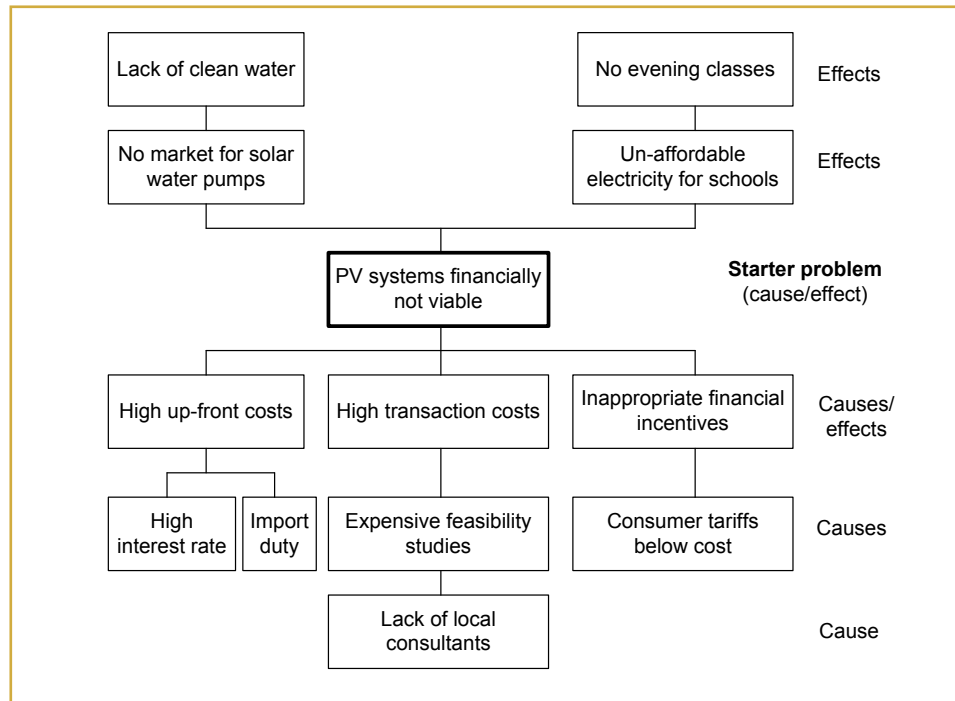 Lack of clean water
No evening classes
Effects
No market for solar
water pumps
Un-affordable
electricity for schools
Effects
PV systems financially
not viable
Starter problem
(cause/effect)
High up-front costs
High transaction costs
Inappropriate financial
incentives
Causes/
effects
High
interest rate
Import
duty
Expensive feasibility
studies
Consumer tariffs
below cost
Causes
Lack of local
consultants
Cause